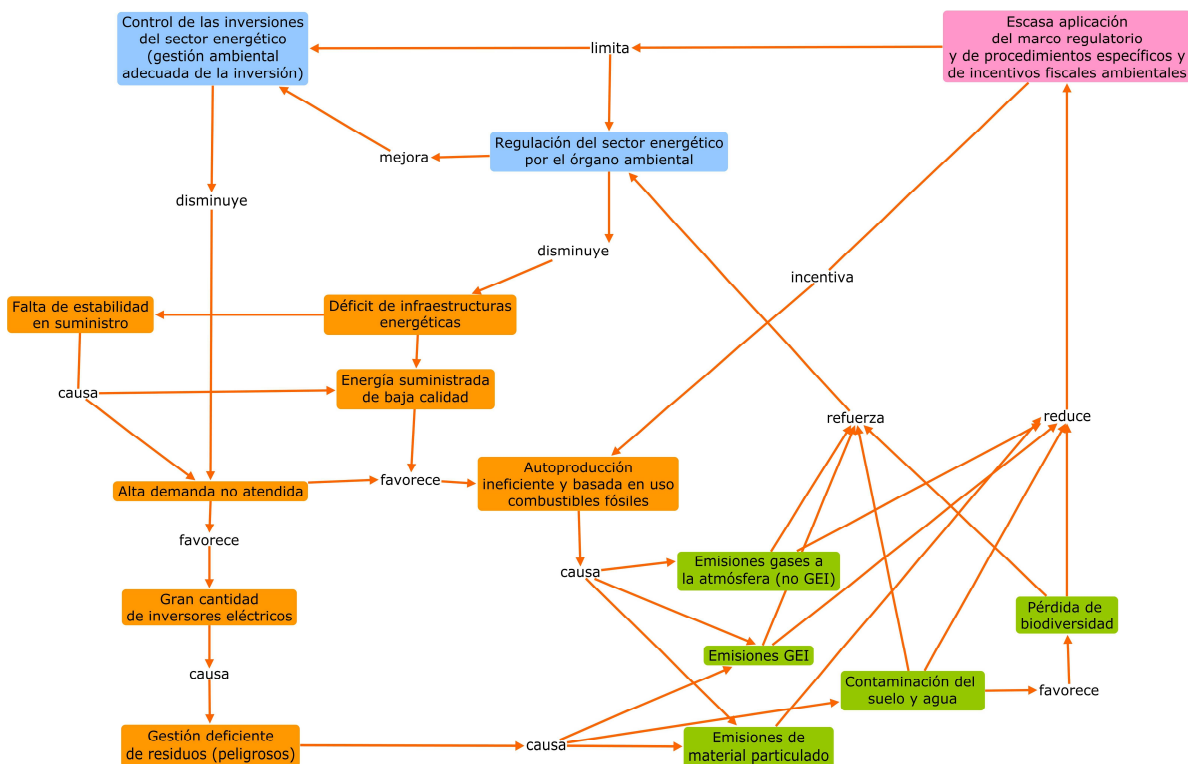 Control de las inversiones
del sector energético
(gestión ambiental
adecuada de la inversión)
limita
Escasa aplicación
del marco regulatorio
y de procedimientos específicos y
de incentivos fiscales ambientales
mejora
Regulación del sector energético
por el órgano ambiental
disminuye
disminuye
incentiva
Falta de estabilidad
en suministro
Déficit de infraestructuras
energéticas
causa
Energía suministrada
de baja calidad
refuerza
reduce
Alta demanda no atendida
favorece
Autoproducción
ineficiente y basada en uso
combustibles fósiles
favorece
causa
Emisiones gases a
la atmósfera (no GEI)
Gran cantidad
de inversores eléctricos
Pérdida de
biodiversidad
Emisiones GEI
causa
Contaminación del
suelo y agua
favorece
Gestión deficiente
de residuos (peligrosos)
causa
Emisiones de
material particulado